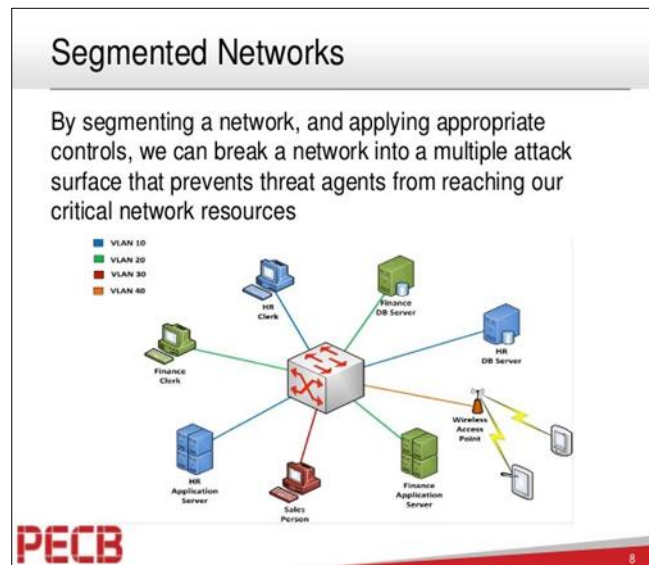 Segmented Networks
By segmenting a network, and applying appropriate
controls, we can break a network into a multiple attack
surface that prevents threat agents from reaching our
critical network resources
VLAN 10
VLAN 20
VLAN 30
VLAN 40
HR
Clerk
Finance
DB Server
HR
DB Server
Finance
Clerk
Wireless
Access
Point
HR
Application
Server
Sales
Person
Finance
Application
Server
PECB
8